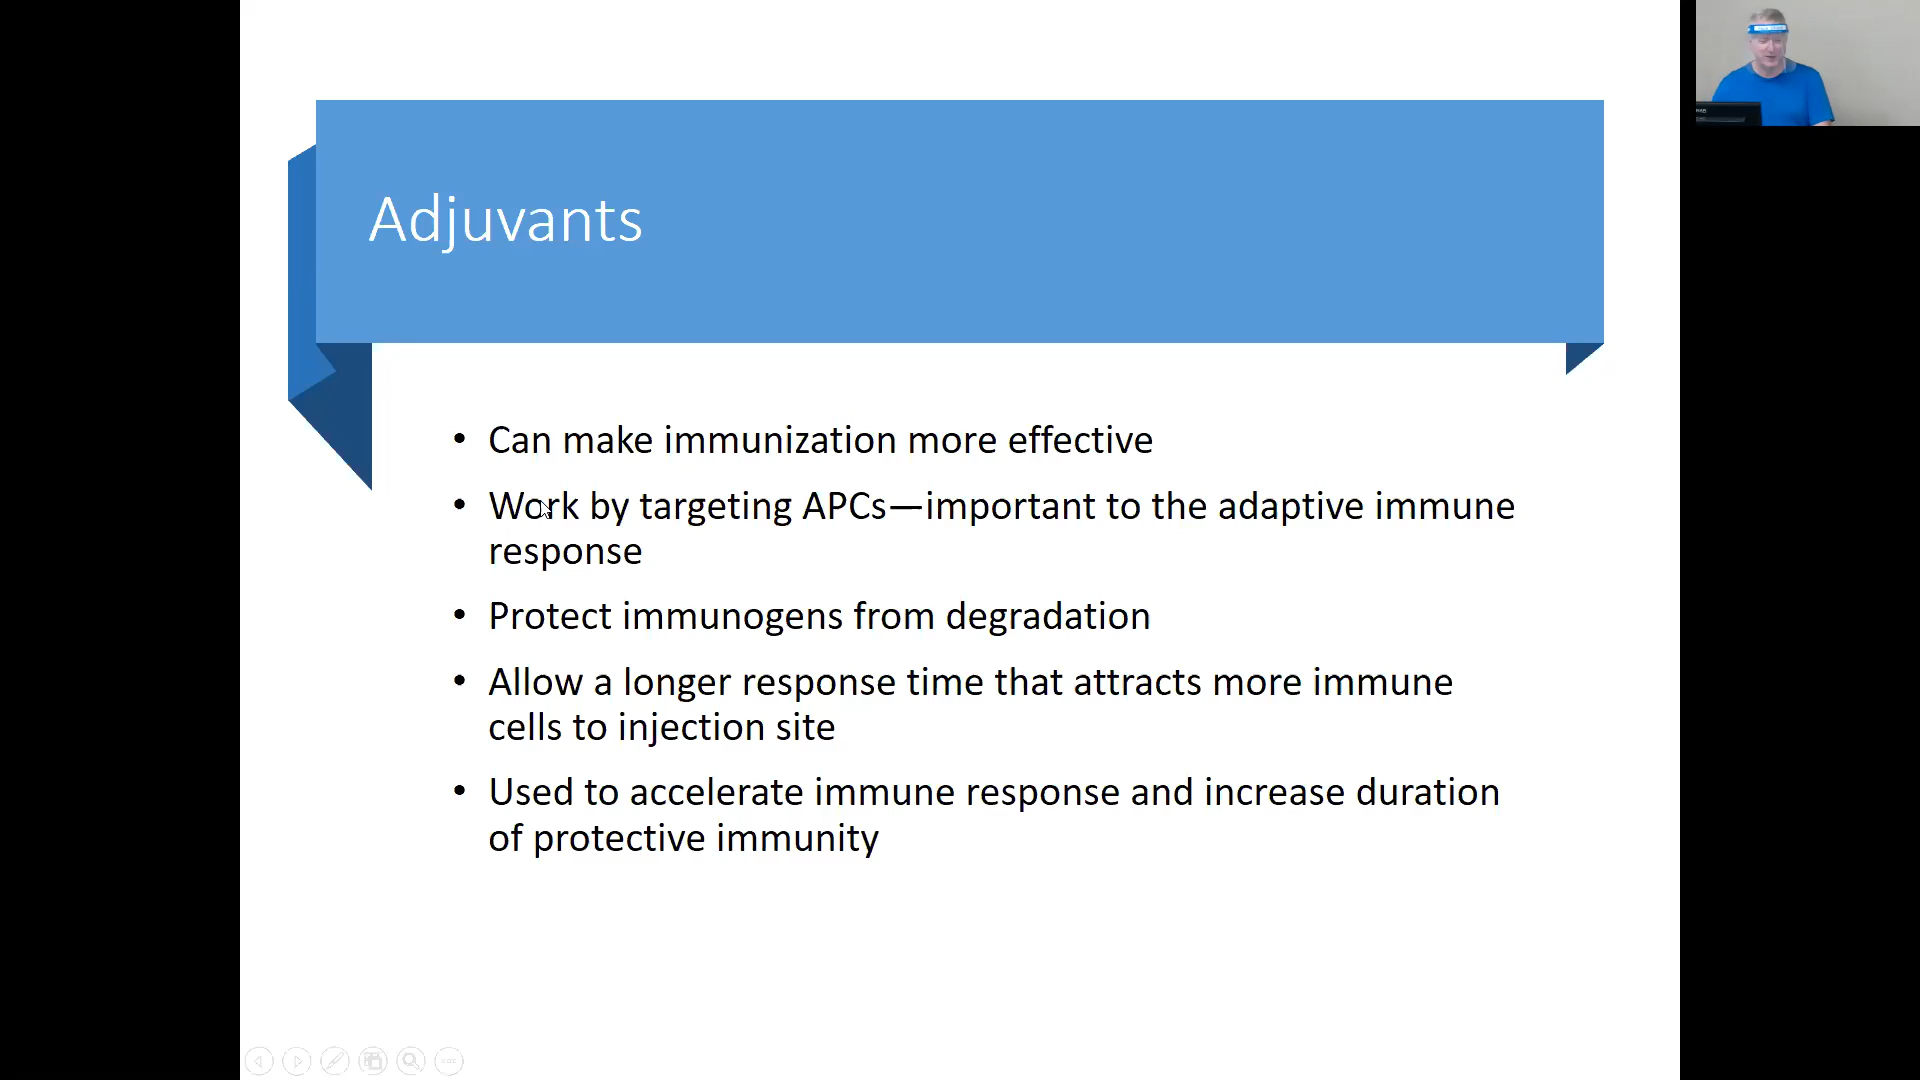 Adjuvants
• Can make immunization more effective
• Work by targeting APCs—important to the adaptive immune
response
• Protect immunogens from degradation
• Allow a longer response time that attracts more immune
cells to injection site
• Used to accelerate immune response and increase duration
of protective immunity